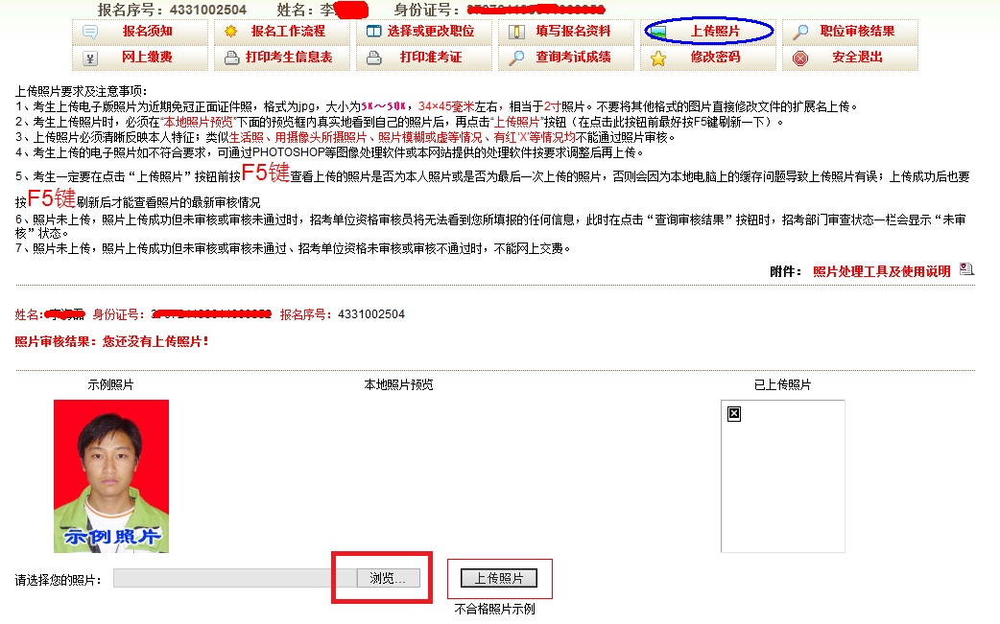 报名序号：4331002504 姓名：李 身份证号：
报名须知 报名工作流程 选择或更改职位 填写报名资料 上传照片 职位审核结果
网上缴费 打印考生信息表 打印准考证 查询考试成绩 修改密码 安全退出
上传照片要求及注意事项：
1、考生上传电子版照片为近期免冠正面证件照，格式为jpg，大小为5K～50K，34×45毫米左右，相当于2寸照片。不要将其他格式的图片直接修改文件的扩展名上传。
2、考生上传照片时，必须在“本地照片预览”下面的预览框内真实地看到自己的照片后，再点击“上传照片”按钮（在点击此按钮前最好按F5键刷新一下）。
3、上传照片必须清晰反映本人特征；类似生活照、用摄像头所摄照片、照片模糊或虚等情况、有红‘X’等情况均不能通过照片审核。
4、考生上传的电子照片如不符合要求，可通过PHOTOSHOP等图像处理软件或本网站提供的处理软件按要求调整后再上传。
5、考生一定要在点击“上传照片”按钮前按F5键查看上传的照片是否为本人照片或是否为最后一次上传的照片，否则会因为本地电脑上的缓存问题导致上传照片有误；上传成功后也要
按F5键刷新后才能查看照片的最新审核情况
6、照片未上传，照片上传成功但未审核或审核未通过时，招考单位资格审核员将无法看到您所填报的任何信息，此时在点击“查询审核结果”按钮时，招考部门审查状态一栏会显示“未审
核”状态。
7、照片未上传，照片上传成功但未审核或审核未通过、招考单位资格未审核或审核不通过时，不能网上交费。
附件： 照片处理工具及使用说明
姓名： 身份证号： 报名序号：4331002504
照片审核结果：您还没有上传照片！
示例照片 本地照片预览 已上传照片
示例照片
请选择您的照片： 浏览... 上传照片
不合格照片示例